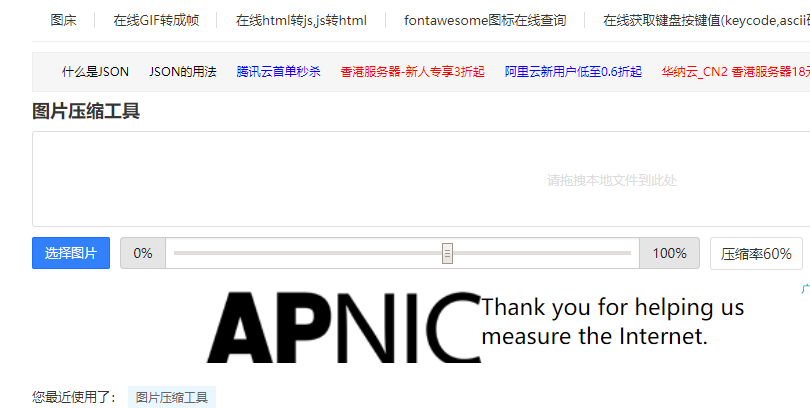 图床 在线GIF转成帧 在线html转js,js转html fontawesome图标在线查询 在线获取键盘按键值(keycode,ascii
什么是JSON JSON的用法 腾讯云首单秒杀 香港服务器-新人专享3折起 阿里云新用户低至0.6折起 华纳云_CN2 香港服务器18
图片压缩工具
请拖拽本地文件到此处
选择图片 0% 100% 压缩率60%
广
APNIC Thank you for helping us
measure the Internet.
您最近使用了： 图片压缩工具